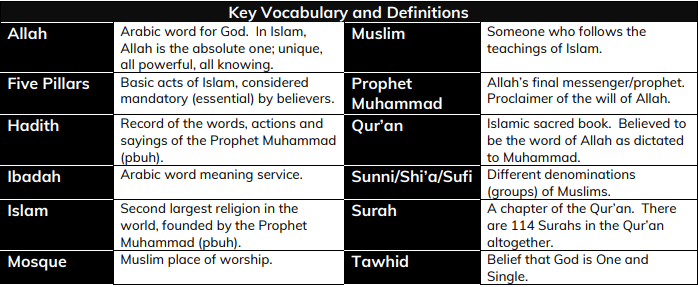 Key Vocabulary and Definitions
Allah
Arabic word for God.  In Islam,
Allah is the absolute one; unique,
all powerful, all knowing.
Muslim
Someone who follows the
teachings of Islam.
Five Pillars
Basic acts of Islam, considered
mandatory (essential) by believers.
Prophet
Muhammad
Allah’s final messenger/prophet.
Proclaimer of the will of Allah.
Hadith
Record of the words, actions and
sayings of the Prophet Muhammad
(pbuh).
Qur’an
Islamic sacred book.  Believed to
be the word of Allah as dictated
to Muhammad.
Ibadah
Arabic word meaning service.
Sunni/Shi’a/Sufi
Different denominations
(groups) of Muslims.
Islam
Second largest religion in the
world, founded by the Prophet
Muhammad (pbuh).
Surah
A chapter of the Qur’an.  There
are 114 Surahs in the Qur’an
altogether.
Mosque
Muslim place of worship.
Tawhid
Belief that God is One and
Single.